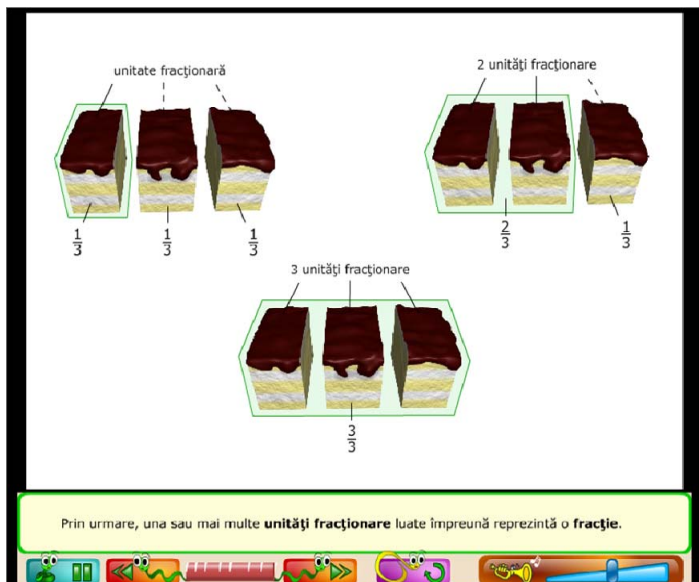 unitate fracţionară
1/3
1/3
1/3
2 unităţi fracţionare
2/3
1/3
3 unităţi fracţionare
3/3
Prin urmare, una sau mai multe unităţi fracţionare luate împreună reprezintă o fracţie.